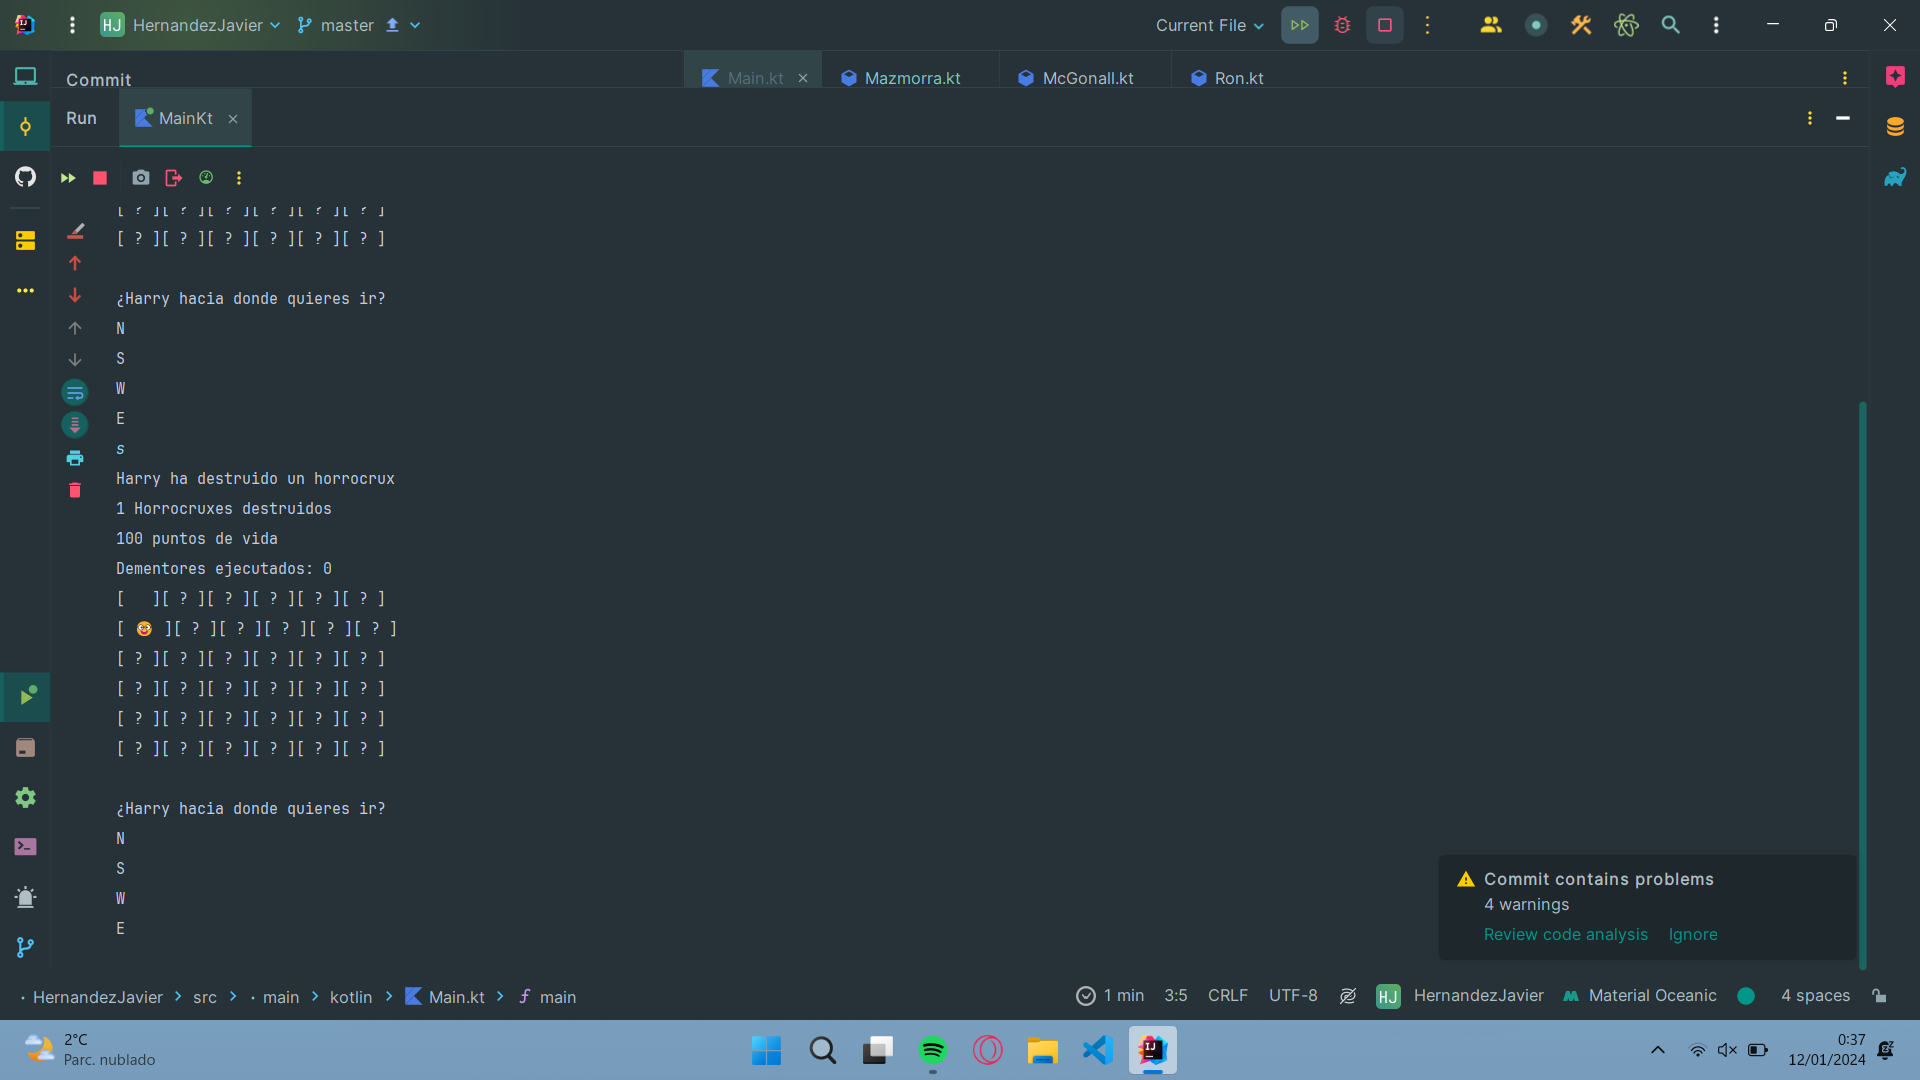 HJ HernandezJavier master Current File
Commit Main.kt Mazmorra.kt McGonall.kt Ron.kt
Run MainKt
[ ? ][ ? ][ ? ][ ? ][ ? ][ ? ]
[ ? ][ ? ][ ? ][ ? ][ ? ][ ? ]
¿Harry hacia donde quieres ir?
N
S
W
E
s
Harry ha destruido un horrocrux
1 Horrocruxes destruidos
100 puntos de vida
Dementores ejecutados: 0
[   ][ ? ][ ? ][ ? ][ ? ][ ? ]
[ 🤡 ][ ? ][ ? ][ ? ][ ? ][ ? ]
[ ? ][ ? ][ ? ][ ? ][ ? ][ ? ]
[ ? ][ ? ][ ? ][ ? ][ ? ][ ? ]
[ ? ][ ? ][ ? ][ ? ][ ? ][ ? ]
[ ? ][ ? ][ ? ][ ? ][ ? ][ ? ]
¿Harry hacia donde quieres ir?
N
S
W
E
Commit contains problems
4 warnings
Review code analysis Ignore
HernandezJavier > src > main > kotlin > Main.kt > main 1 min 3:5 CRLF UTF-8 HJ HernandezJavier Material Oceanic 4 spaces
2°C
Parc. nublado
0:37
12/01/2024